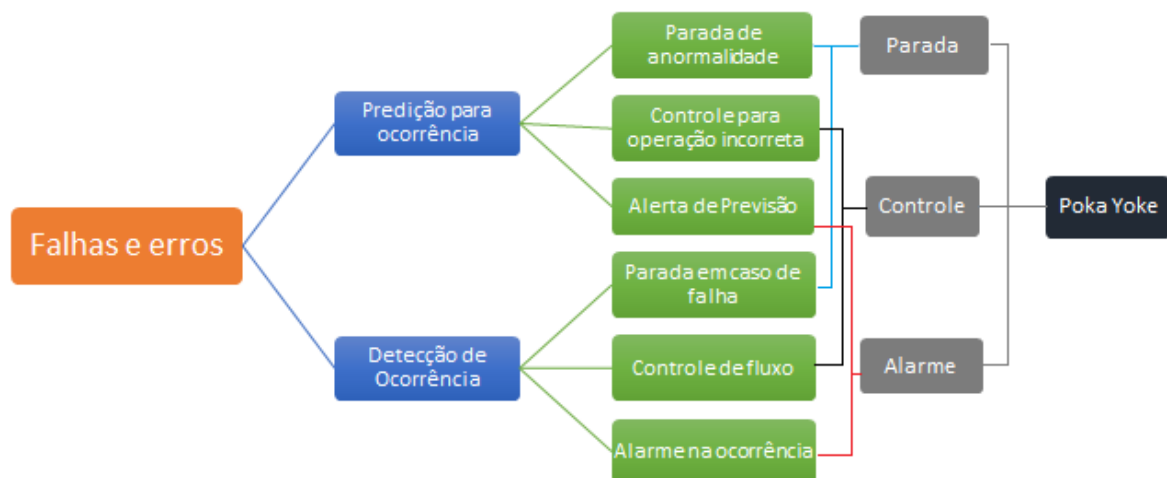 Falhas e erros
Predição para
ocorrência
Detecção de
Ocorrência
Parada de
anormalidade
Controle para
operação incorreta
Alerta de Previsão
Parada em caso de
falha
Controle de fluxo
Alarme na ocorrência
Parada
Controle
Alarme
Poka Yoke